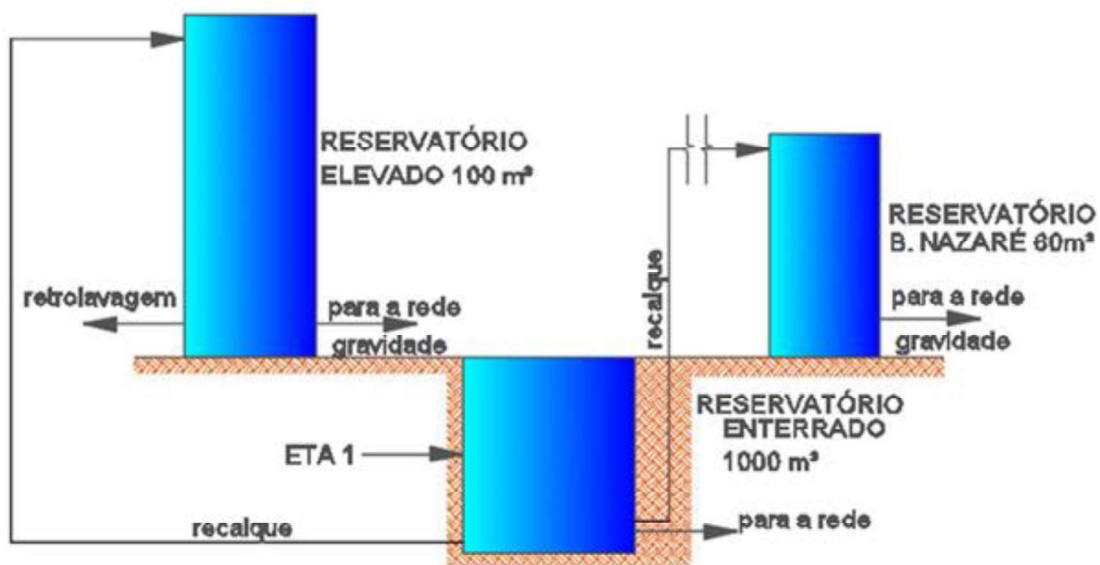 RESERVATÓRIO
ELEVADO 100 m³
RESERVATÓRIO
B. NAZARÉ 60m³
retrolavagem
para a rede
gravidade
recalque
para a rede
gravidade
RESERVATÓRIO
ENTERRADO
1000 m³
ETA 1
recalque
para a rede